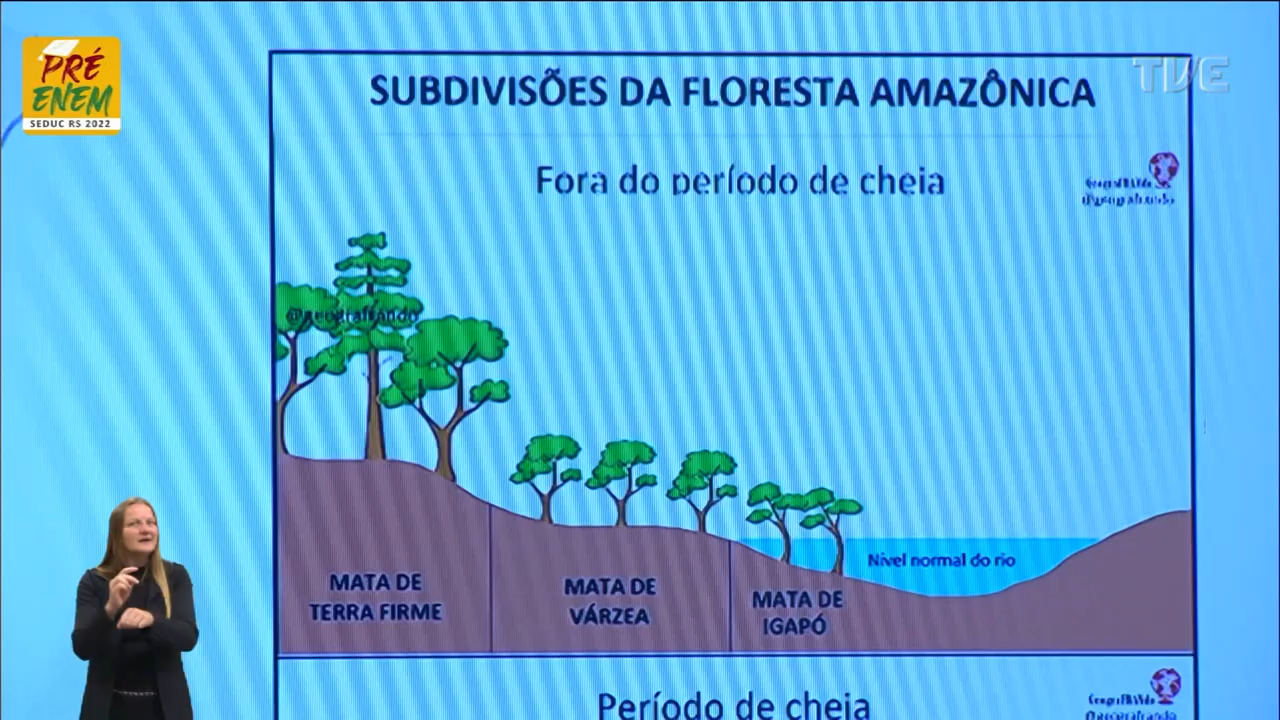 PRÉ
ENEM
SEDUC RS 2022
TVE
SUBDIVISÕES DA FLORESTA AMAZÔNICA
Fora do período de cheia
@geografrando
Nível normal do rio
MATA DE
TERRA FIRME
MATA DE
VÁRZEA
MATA DE
IGAPÓ
Período de cheia